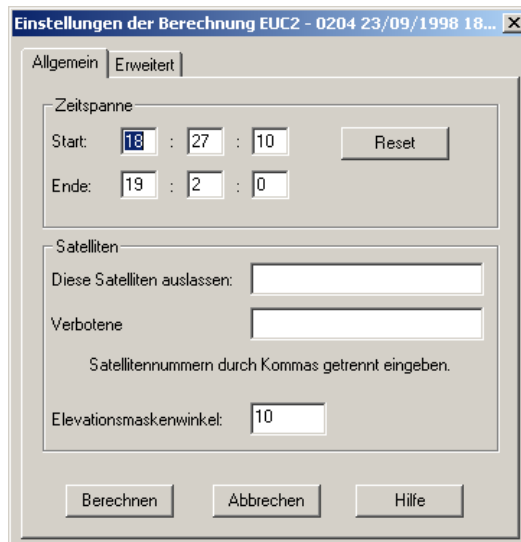 Einstellungen der Berechnung EUC2 - 0204 23/09/1998 18...
Allgemein Erweitert
Zeitspanne
Start: 18 : 27 : 10 Reset
Ende: 19 : 2 : 0
Satelliten
Diese Satelliten auslassen:
Verbotene
Satellitennummern durch Kommas getrennt eingeben.
Elevationsmaskenwinkel: 10
Berechnen Abbrechen Hilfe